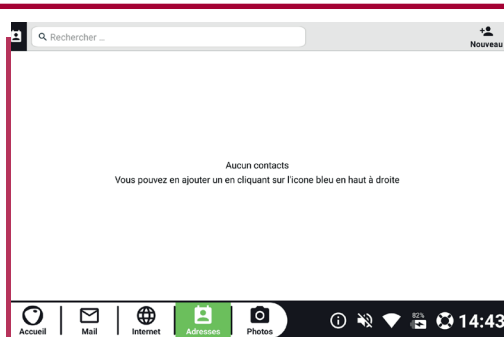 Rechercher ...
Nouveau
Aucun contacts
Vous pouvez en ajouter un en cliquant sur l'icone bleu en haut à droite
Accueil Mail Internet Adresses Photos 82% 14:43